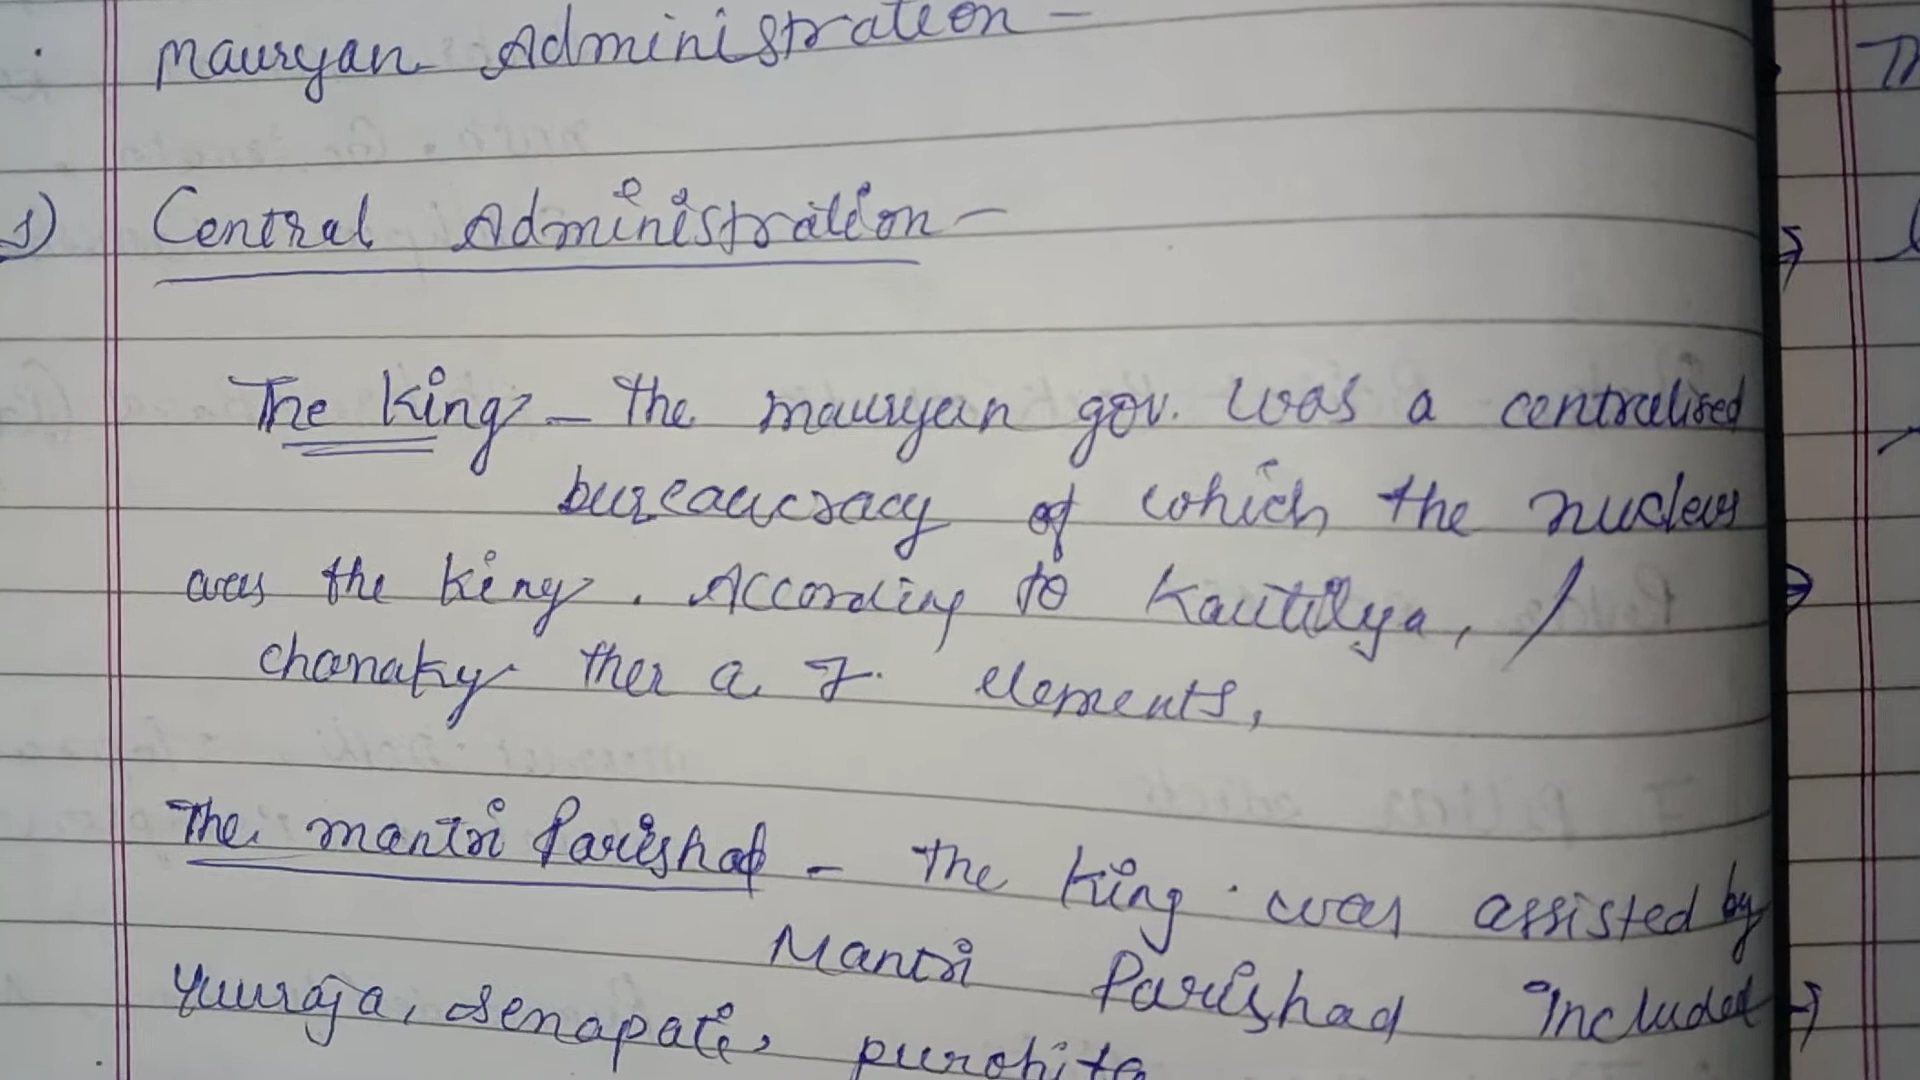 Mauryan Administration -
1) Central Administration -
The King - The mauryan gov. was a centralised
bureaucracy of which the nucleus
was the king. According to Kautilya, /
chanaky ther a 7. elements,
The mantri Parishad - The King was assisted by
Mantri Parishad Included
Yuuraja, Senapati, purohita